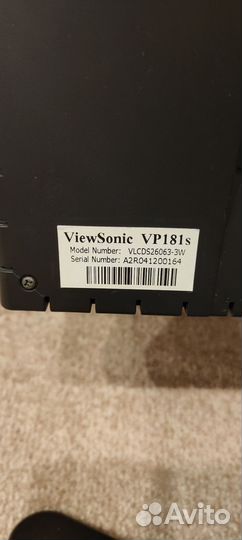 ViewSonic VP181s
Model Number: VLCDS26063-3W
Serial Number: A2R041200164
Avito